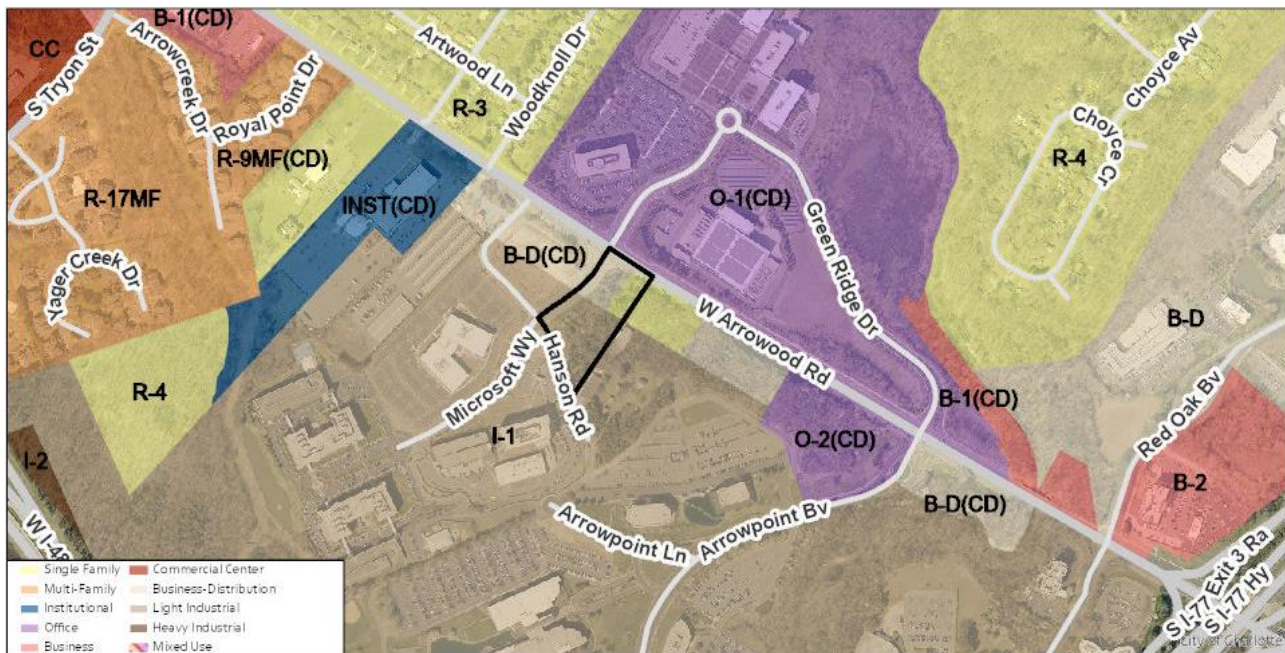 B-1(CD)
CC
S Tryon St
Arrowcreek Dr
Royal Point Dr
Artwood Ln
Woodknoll Dr
R-3
Choyce Av
Choyce Cr
R-4
R-9MF(CD)
R-17MF
INST(CD)
O-1(CD)
Green Ridge Dr
Yager Creek Dr
B-D(CD)
B-D
W Arrowood Rd
Microsoft Wy
Hanson Rd
R-4
Red Oak Bv
B-1(CD)
I-1
O-2(CD)
B-2
I-2
B-D(CD)
W I-48
Arrowpoint Ln
Arrowpoint Bv
S I-77 Exit 3 Ra
S I-77 Hy
Single Family
Commercial Center
Multi-Family
Business-Distribution
Institutional
Light Industrial
Office
Heavy Industrial
Business
Mixed Use
City of Charlotte